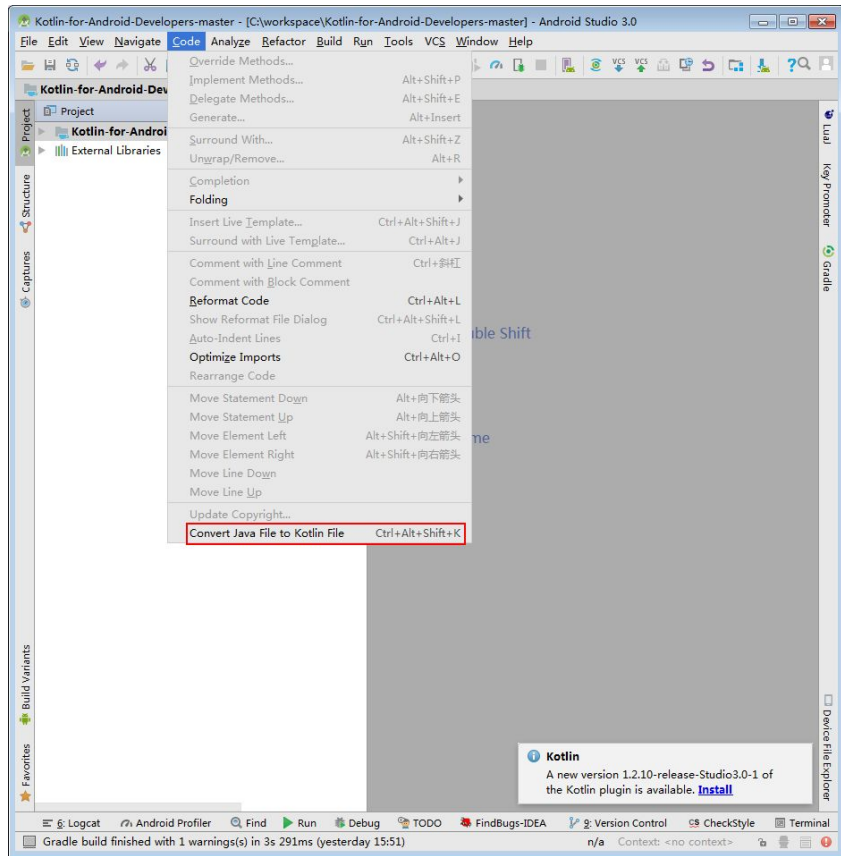 Kotlin-for-Android-Developers-master - [C:\workspace\Kotlin-for-Android-Developers-master] - Android Studio 3.0
File Edit View Navigate Code Analyze Refactor Build Run Tools VCS Window Help
VCS VCS ?
Kotlin-for-Android-Dev
Project
Kotlin-for-Androi
External Libraries
Project
Structure
Captures
Build Variants
Favorites
Override Methods...
Implement Methods... Alt+Shift+P
Delegate Methods... Alt+Shift+E
Generate... Alt+Insert
Surround With... Alt+Shift+Z
Unwrap/Remove... Alt+R
Completion
Folding
Insert Live Template... Ctrl+Alt+Shift+J
Surround with Live Template... Ctrl+Alt+J
Comment with Line Comment Ctrl+斜杠
Comment with Block Comment
Reformat Code Ctrl+Alt+L
Show Reformat File Dialog Ctrl+Alt+Shift+L
Auto-Indent Lines Ctrl+I
Optimize Imports Ctrl+Alt+O
Rearrange Code
Move Statement Down Alt+向下箭头
Move Statement Up Alt+向上箭头
Move Element Left Alt+Shift+向左箭头
Move Element Right Alt+Shift+向右箭头
Move Line Down
Move Line Up
Update Copyright...
Convert Java File to Kotlin File Ctrl+Alt+Shift+K
ble Shift
me
LuaJ
Key Promoter
Gradle
Device File Explorer
Kotlin
A new version 1.2.10-release-Studio3.0-1 of
the Kotlin plugin is available. Install
6: Logcat Android Profiler Find Run Debug TODO FindBugs-IDEA 9: Version Control CS CheckStyle Terminal
Gradle build finished with 1 warnings(s) in 3s 291ms (yesterday 15:51) n/a Context: <no context>